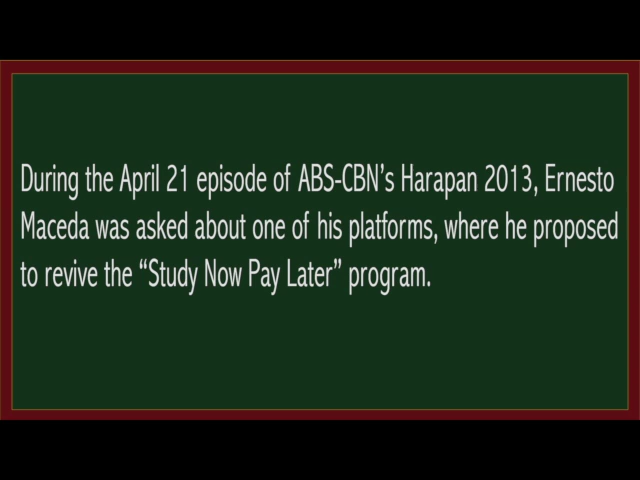 During the April 21 episode of ABS-CBN’s Harapan 2013, Ernesto
Maceda was asked about one of his platforms, where he proposed
to revive the “Study Now Pay Later” program.